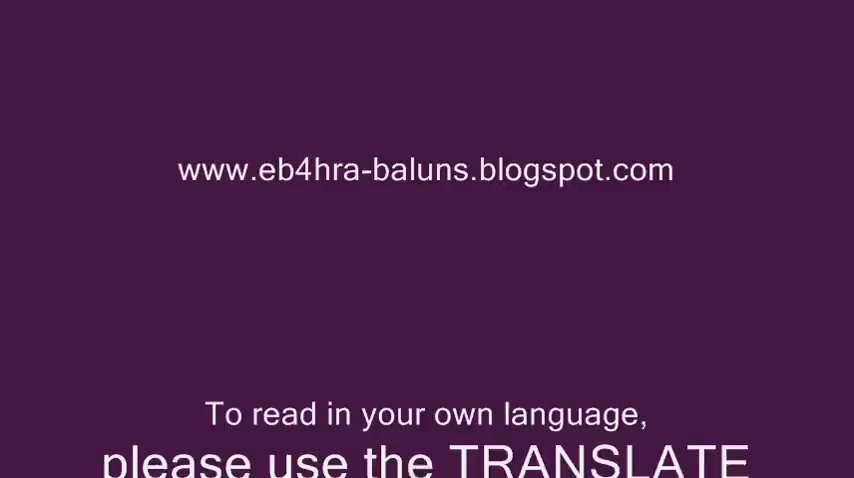 www.eb4hra-baluns.blogspot.com
To read in your own language,
please use the TRANSLATE